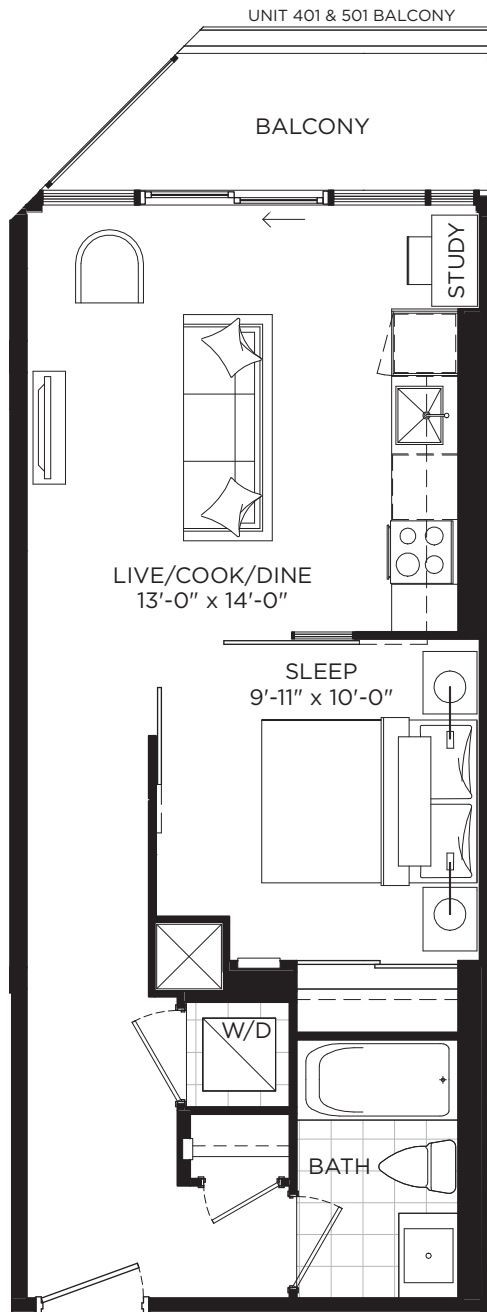 UNIT 401 & 501 BALCONY
BALCONY
STUDY
LIVE/COOK/DINE
13'-0" x 14'-0"
SLEEP
9'-11" x 10'-0"
W/D
BATH